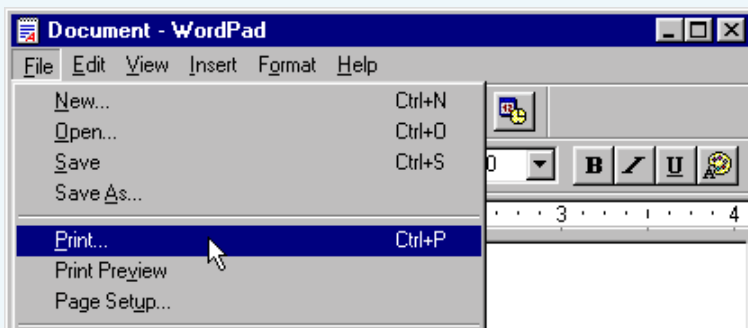 Document - WordPad
File Edit View Insert Format Help
New... Ctrl+N
Open... Ctrl+O
Save Ctrl+S
Save As...
0 B I U
3 4
Print... Ctrl+P
Print Preview
Page Setup...